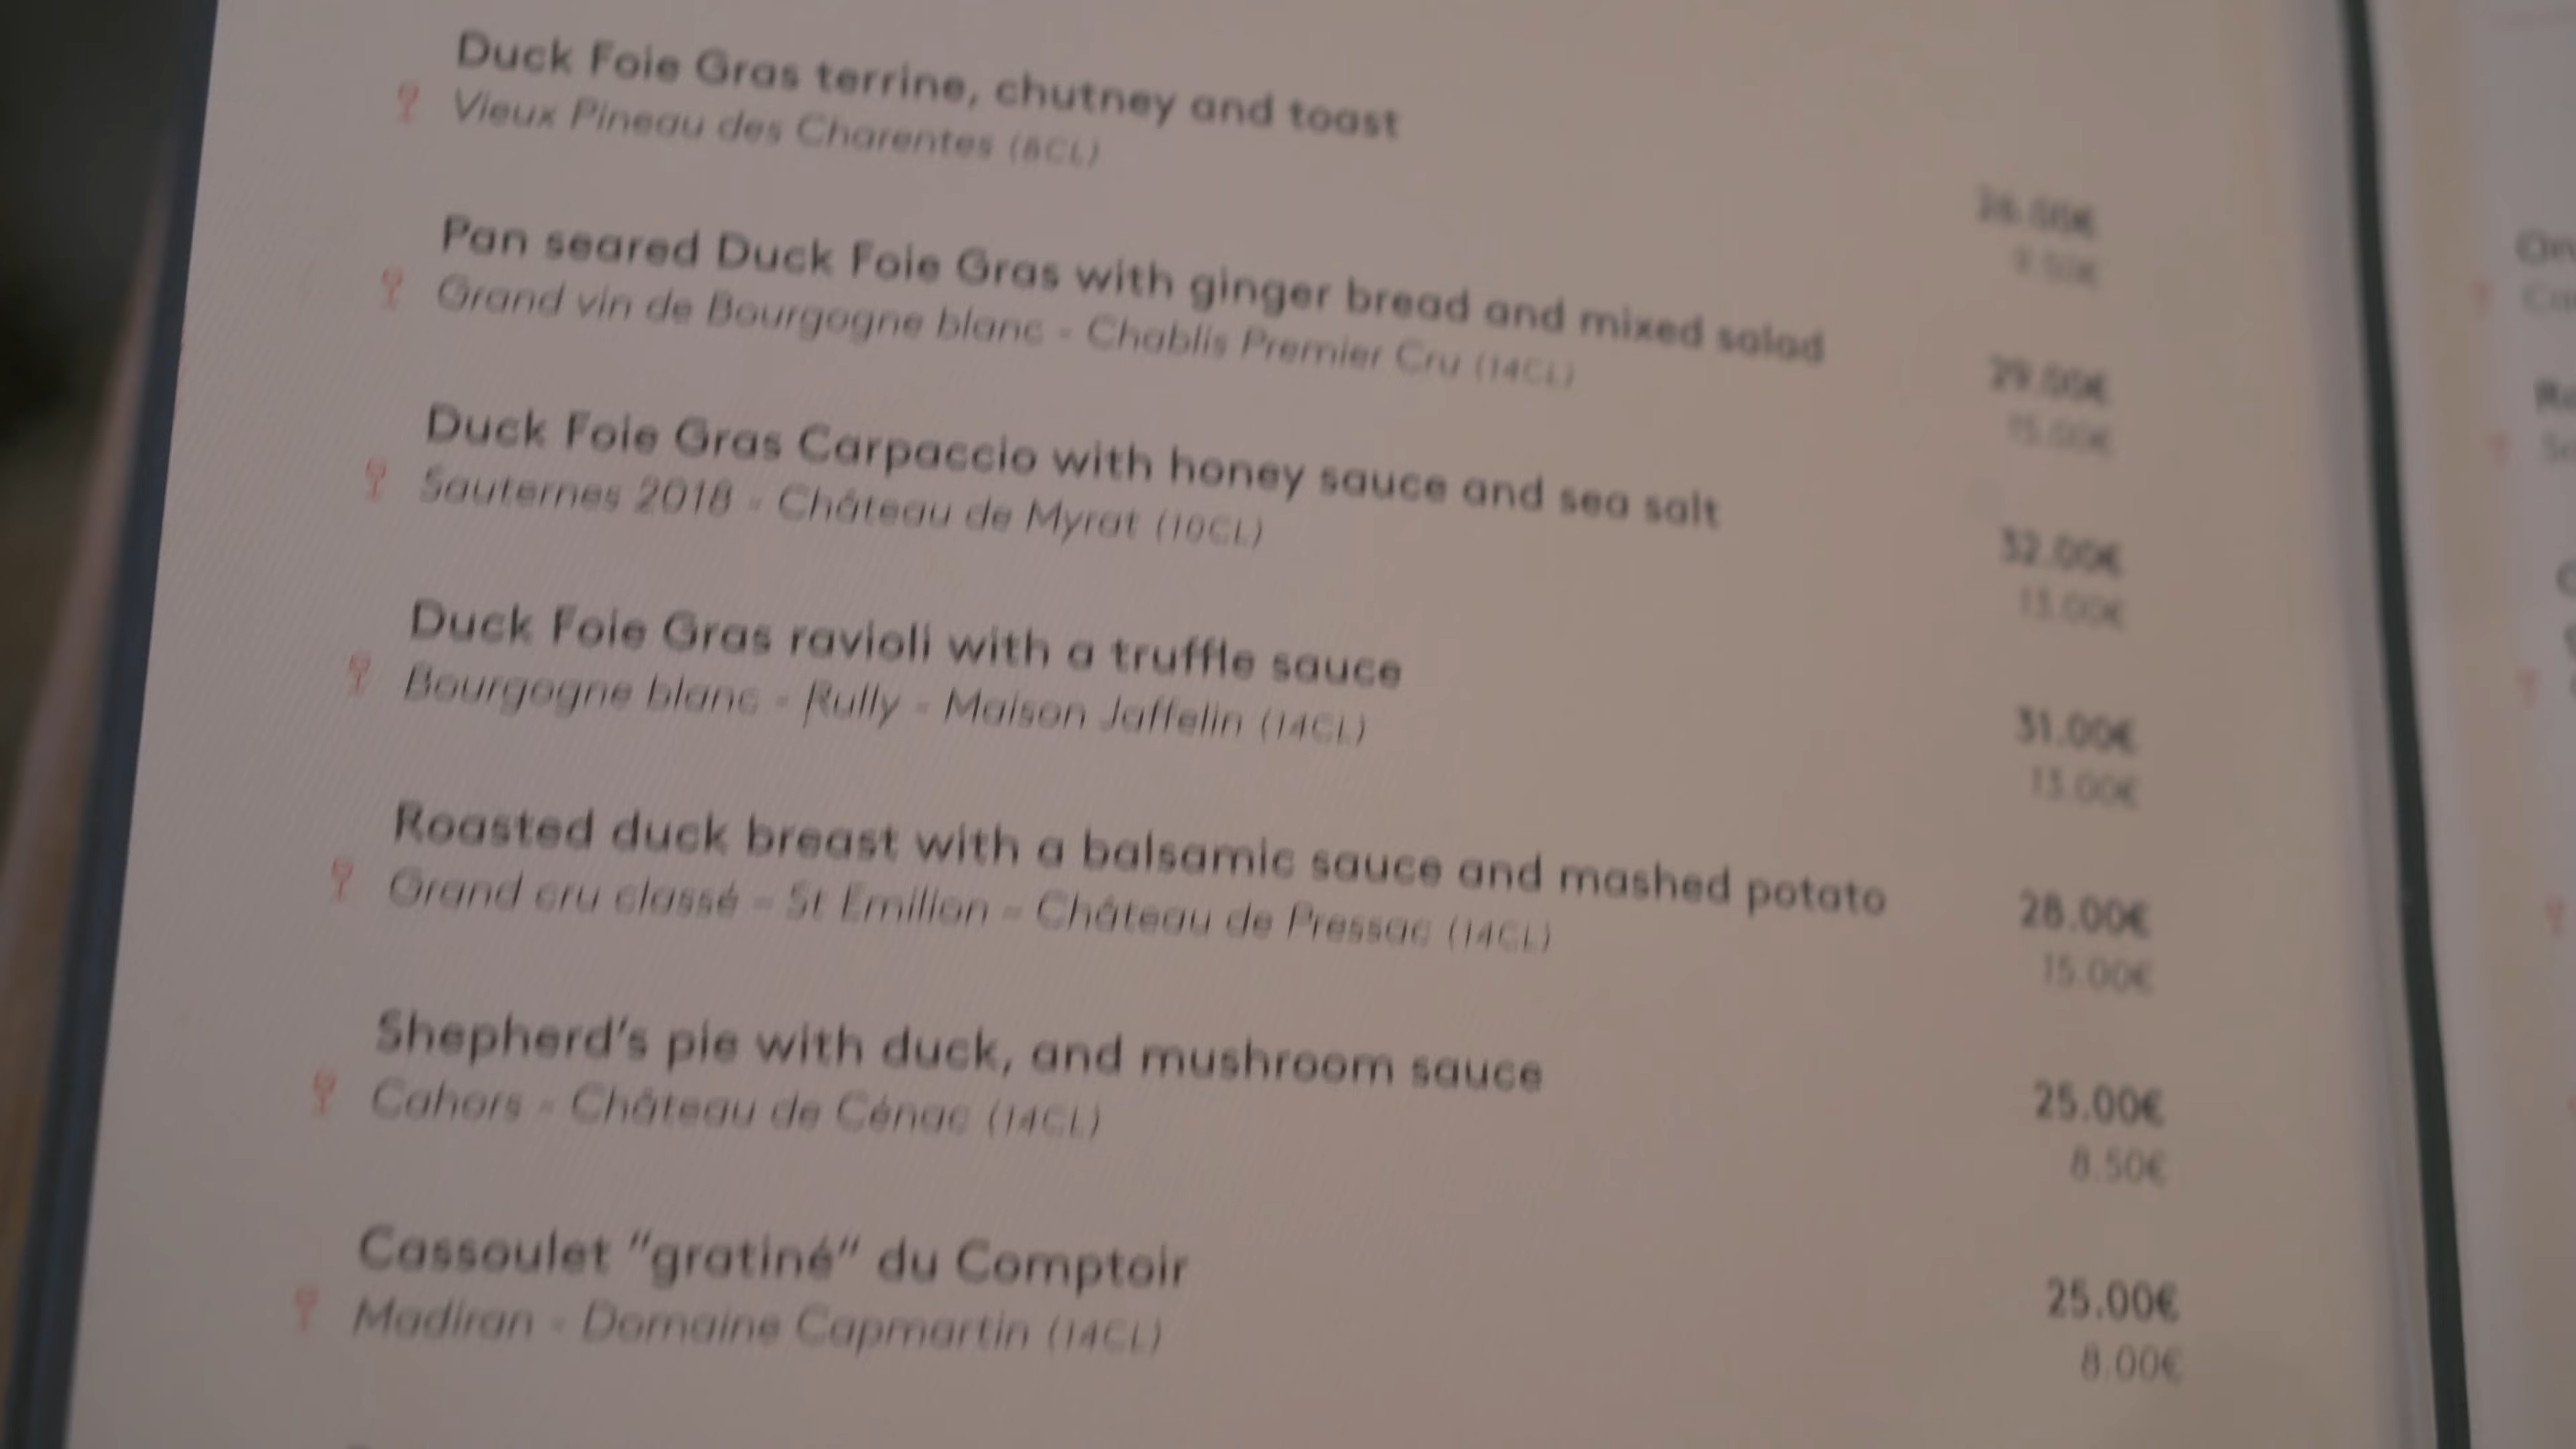 Duck Foie Gras terrine, chutney and toast
Vieux Pineau des Charentes (8CL)
Pan seared Duck Foie Gras with ginger bread and mixed salad
29.00€
Grand vin de Bourgogne blanc - Chablis Premier Cru (14CL)
15.00€
Duck Foie Gras Carpaccio with honey sauce and sea salt
32.00€
Sauternes 2018 - Château de Myrat (10CL)
13.00€
Duck Foie Gras ravioli with a truffle sauce
31.00€
Bourgogne blanc - Rully - Maison Jaffelin (14CL)
13.00€
Roasted duck breast with a balsamic sauce and mashed potato
28.00€
Grand cru classé - St Emilion - Château de Pressac (14CL)
15.00€
Shepherd's pie with duck, and mushroom sauce
25.00€
Cahors - Château de Cénac (14CL)
8.50€
Cassoulet "gratiné" du Comptoir
25.00€
Madiran - Domaine Capmartin (14CL)
8.00€